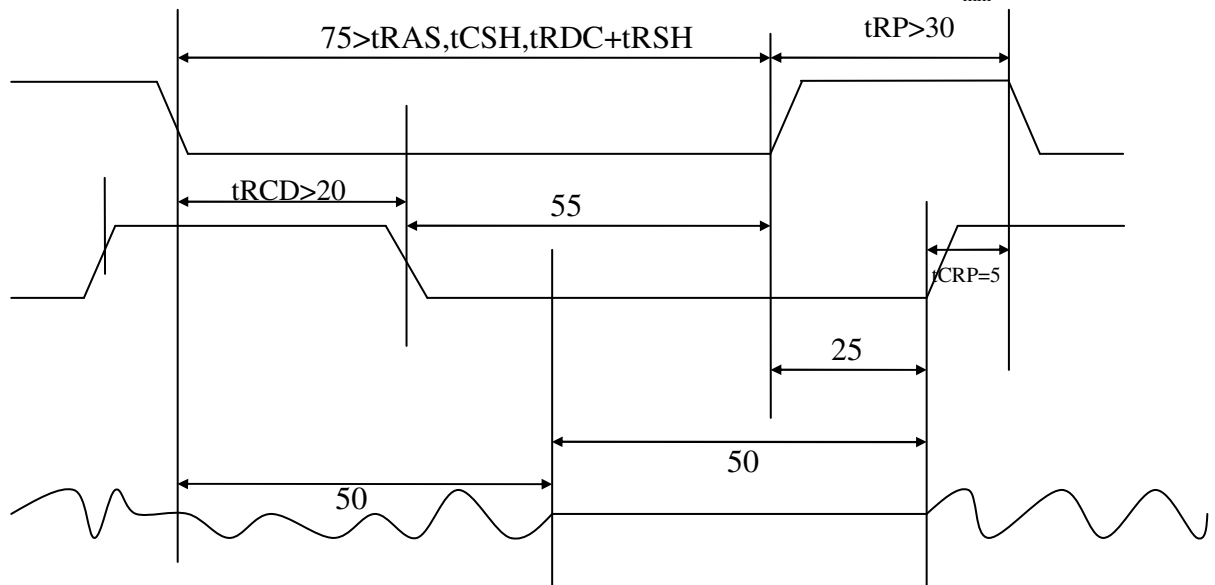 75>tRAS,tCSH,tRDC+tRSH
tRP>30
tRCD>20
55
tCRP=5
25
50
50